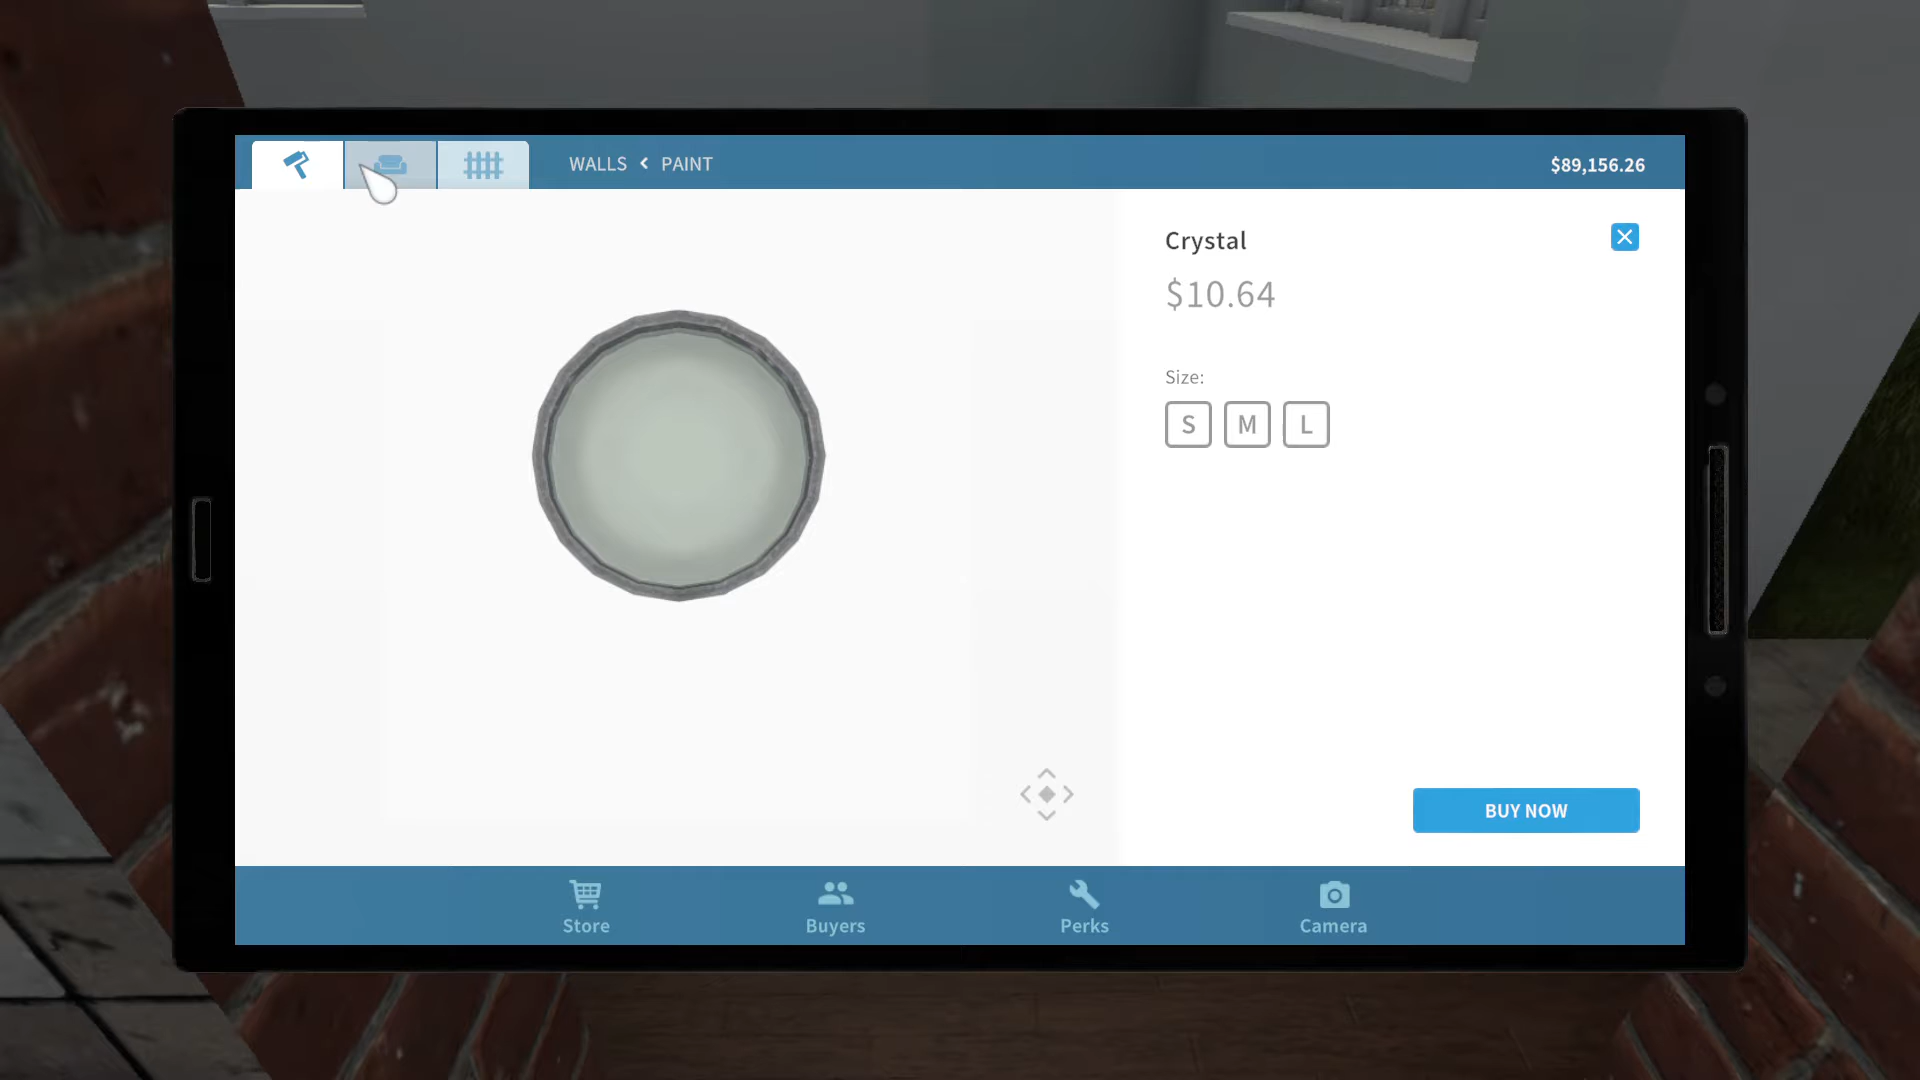 WALLS < PAINT
$89,156.26
Crystal
$10.64
Size:
S M L
BUY NOW
Store Buyers Perks Camera